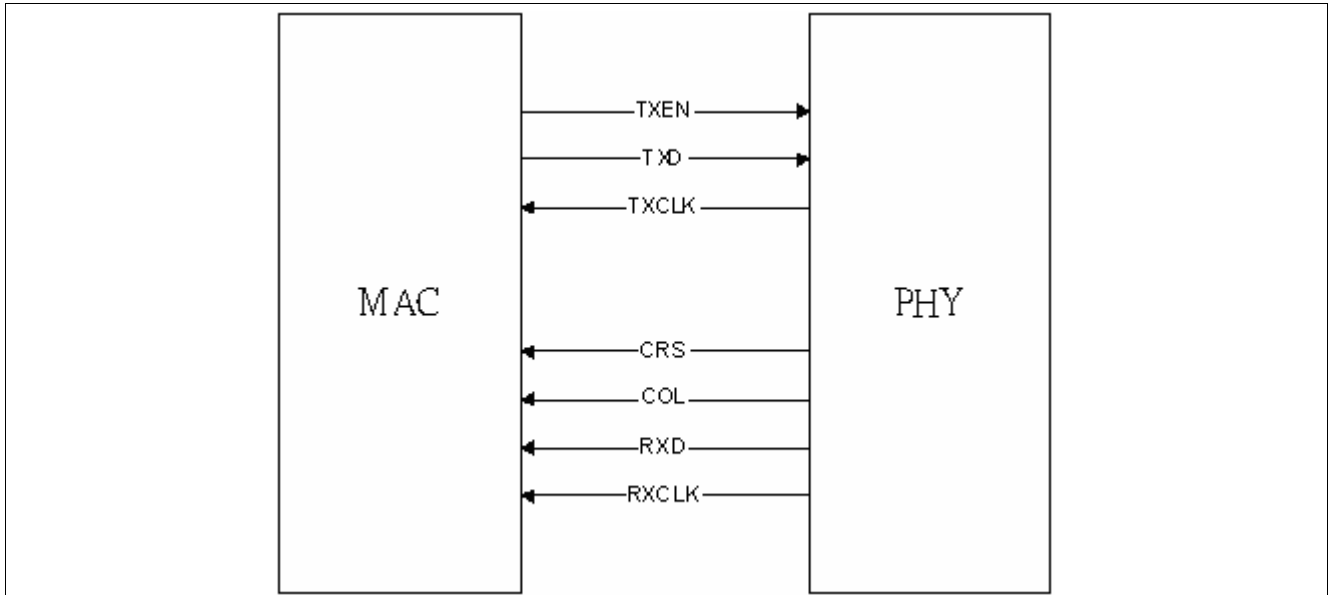 TXEN
TXD
TXCLK
MAC
PHY
CRS
COL
RXD
RXCLK